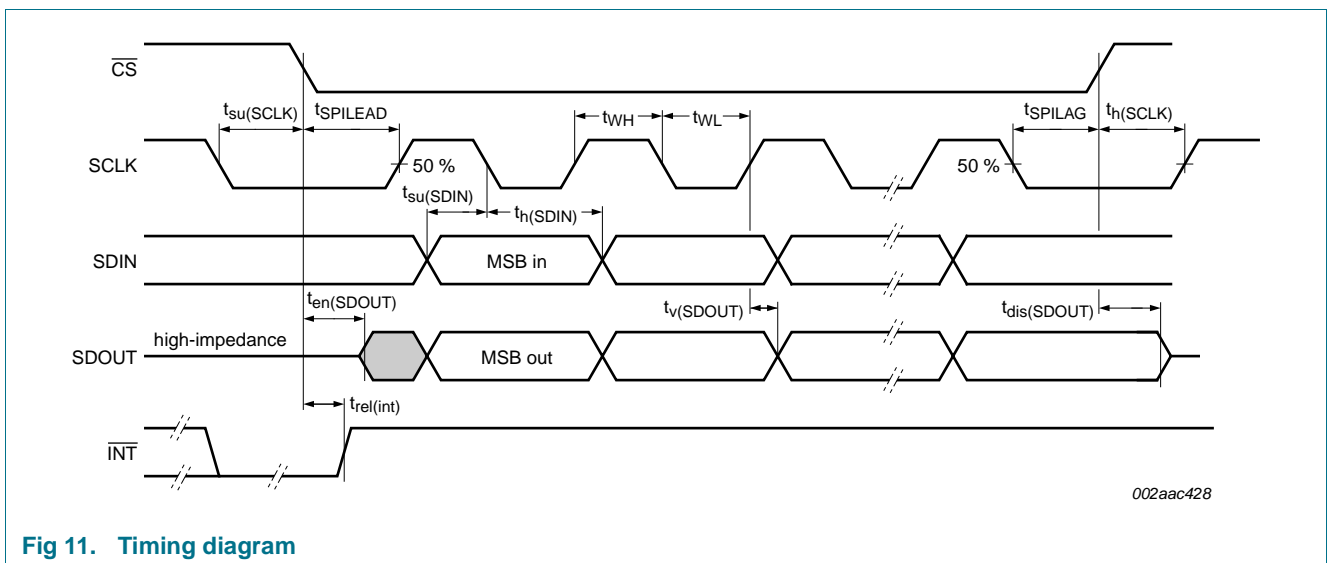 CS
tsu(SCLK) tSPILEAD tWH tWL tSPILAG th(SCLK)
SCLK 50 % 50 %
tsu(SDIN) th(SDIN)
SDIN MSB in
ten(SDOUT) tv(SDOUT) tdis(SDOUT)
high-impedance
SDOUT MSB out
trel(int)
INT
002aac428
Fig 11. Timing diagram